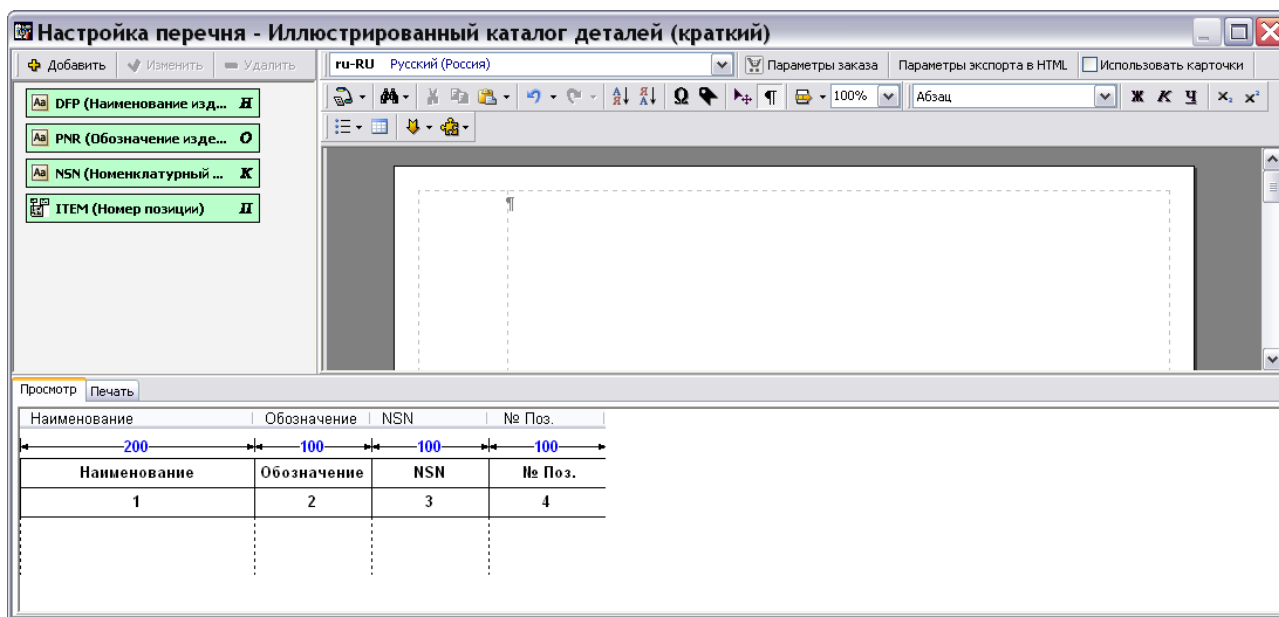 Настройка перечня - Иллюстрированный каталог деталей (краткий)
Добавить Изменить Удалить ru-RU Русский (Россия) Параметры заказа Параметры экспорта в HTML Использовать карточки
DFP (Наименование изд... Н
PNR (Обозначение изде... О
NSN (Номенклатурный ... К
ITEM (Номер позиции) П
100% Абзац Ж К Ч X₂ X²
¶
Просмотр Печать
Наименование Обозначение NSN № Поз.
200 100 100 100
Наименование Обозначение NSN № Поз.
1 2 3 4